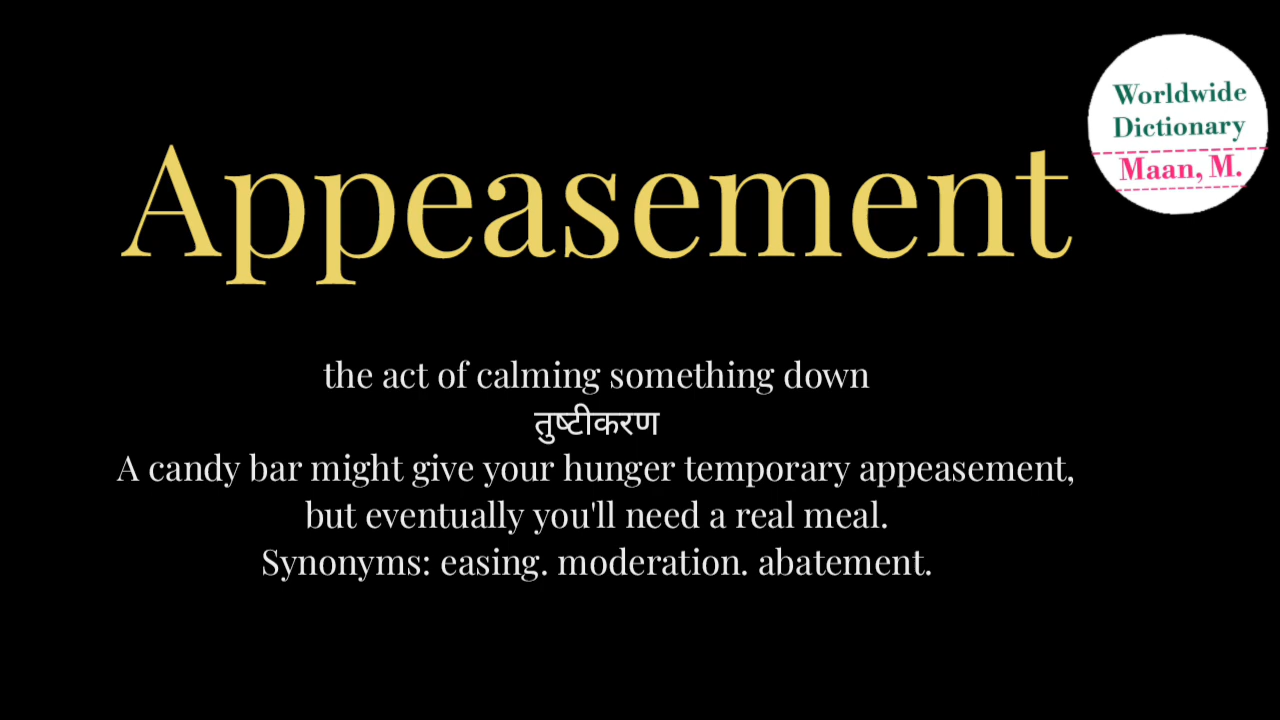 Worldwide
Dictionary
Maan, M.
Appeasement
the act of calming something down
तुष्टीकरण
A candy bar might give your hunger temporary appeasement,
but eventually you'll need a real meal.
Synonyms: easing. moderation. abatement.